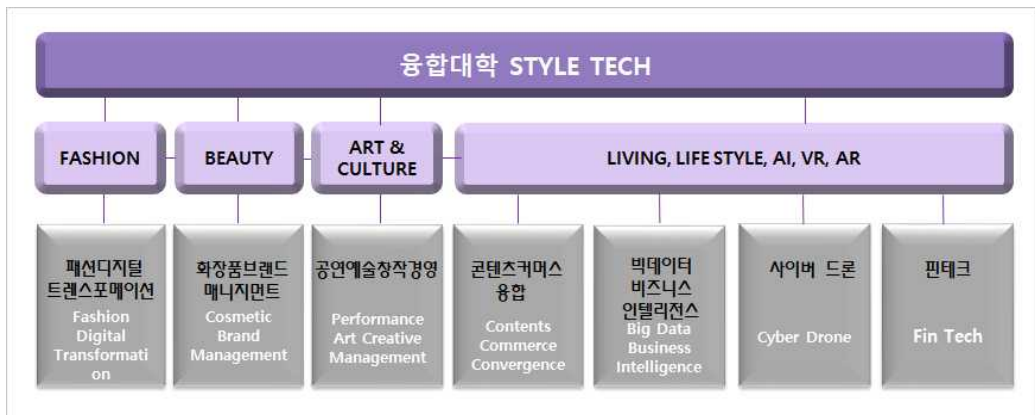 융합대학 STYLE TECH
FASHION
BEAUTY
ART &
CULTURE
LIVING, LIFE STYLE, AI, VR, AR
패션디지털
트랜스포메이션
Fashion
Digital
Transformati
on
화장품브랜드
매니지먼트
Cosmetic
Brand
Management
공연예술창작경영
Performance
Art Creative
Management
콘텐츠커머스
융합
Contents
Commerce
Convergence
빅데이터
비즈니스
인텔리전스
Big Data
Business
Intelligence
사이버 드론
Cyber Drone
핀테크
Fin Tech